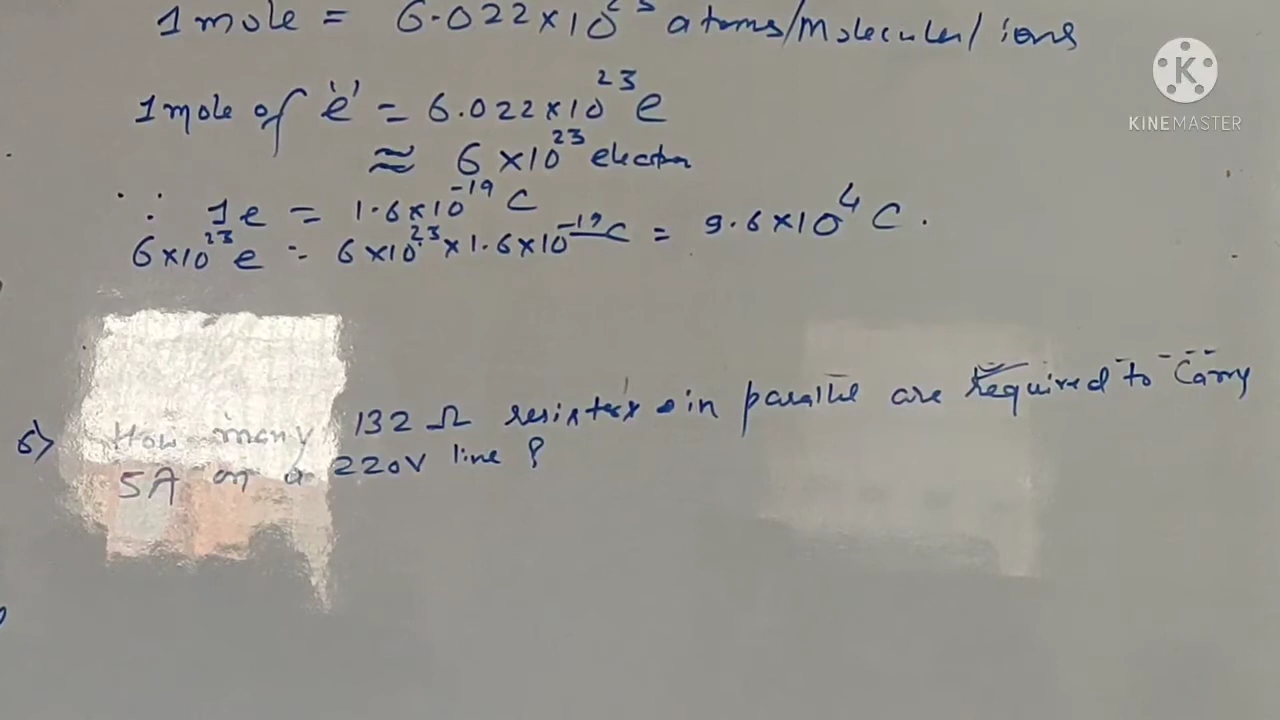 1 mole = 6.022×10²³ atoms/molecules/ions
KINEMASTER
1 mole of 'e' = 6.022×10²³ e
≈ 6×10²³ electron
∵ 1e = 1.6×10⁻¹⁹ C
6×10²³ e = 6×10²³ × 1.6×10⁻¹⁹ C = 9.6×10⁴ C.
6) How many 132 Ω resistors in parallel are required to carry
5A on a 220V line ?